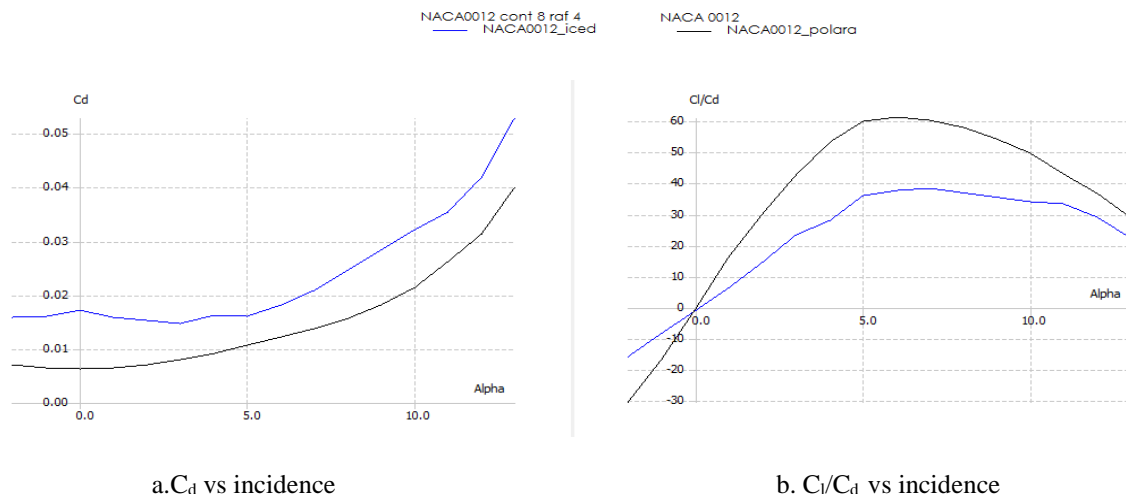 NACA0012 cont 8 raf 4
NACA0012_iced
NACA 0012
NACA0012_polara
Cd
0.05
0.04
0.03
0.02
0.01
0.00
0.0
5.0
10.0
Alpha
Cl/Cd
60
50
40
30
20
10
0
-10
-20
-30
0.0
5.0
10.0
Alpha
a.Cd vs incidence
b. Cl/Cd vs incidence